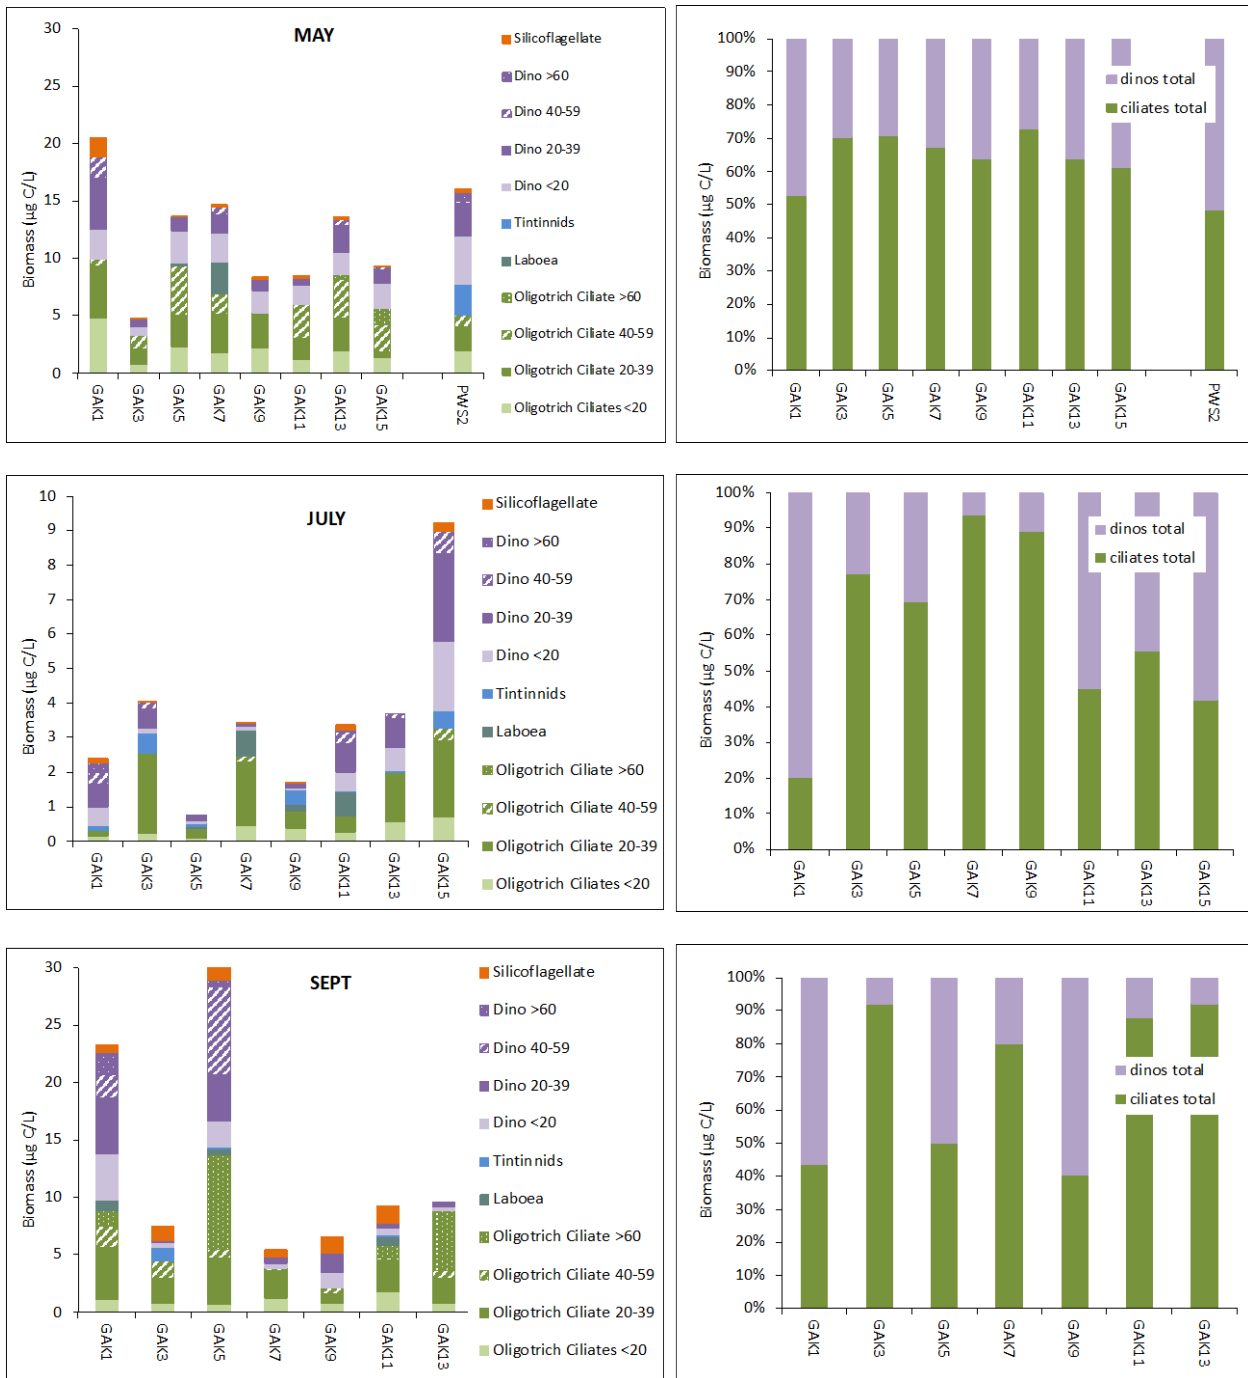 MAY
Biomass (µg C/L)
30
25
20
15
10
5
0
GAK1
GAK3
GAK5
GAK7
GAK9
GAK11
GAK13
GAK15
PWS2
Silicoflagellate
Dino >60
Dino 40-59
Dino 20-39
Dino <20
Tintinnids
Laboea
Oligotrich Ciliate >60
Oligotrich Ciliate 40-59
Oligotrich Ciliate 20-39
Oligotrich Ciliates <20
Biomass (µg C/L)
100%
90%
80%
70%
60%
50%
40%
30%
20%
10%
0%
dinos total
ciliates total
GAK1
GAK3
GAK5
GAK7
GAK9
GAK11
GAK13
GAK15
PWS2
JULY
Biomass (µg C/L)
10
9
8
7
6
5
4
3
2
1
0
GAK1
GAK3
GAK5
GAK7
GAK9
GAK11
GAK13
GAK15
Silicoflagellate
Dino >60
Dino 40-59
Dino 20-39
Dino <20
Tintinnids
Laboea
Oligotrich Ciliate >60
Oligotrich Ciliate 40-59
Oligotrich Ciliate 20-39
Oligotrich Ciliates <20
Biomass (µg C/L)
100%
90%
80%
70%
60%
50%
40%
30%
20%
10%
0%
dinos total
ciliates total
GAK1
GAK3
GAK5
GAK7
GAK9
GAK11
GAK13
GAK15
SEPT
Biomass (µg C/L)
30
25
20
15
10
5
0
GAK1
GAK3
GAK5
GAK7
GAK9
GAK11
GAK13
Silicoflagellate
Dino >60
Dino 40-59
Dino 20-39
Dino <20
Tintinnids
Laboea
Oligotrich Ciliate >60
Oligotrich Ciliate 40-59
Oligotrich Ciliate 20-39
Oligotrich Ciliates <20
Biomass (µg C/L)
100%
90%
80%
70%
60%
50%
40%
30%
20%
10%
0%
dinos total
ciliates total
GAK1
GAK3
GAK5
GAK7
GAK9
GAK11
GAK13